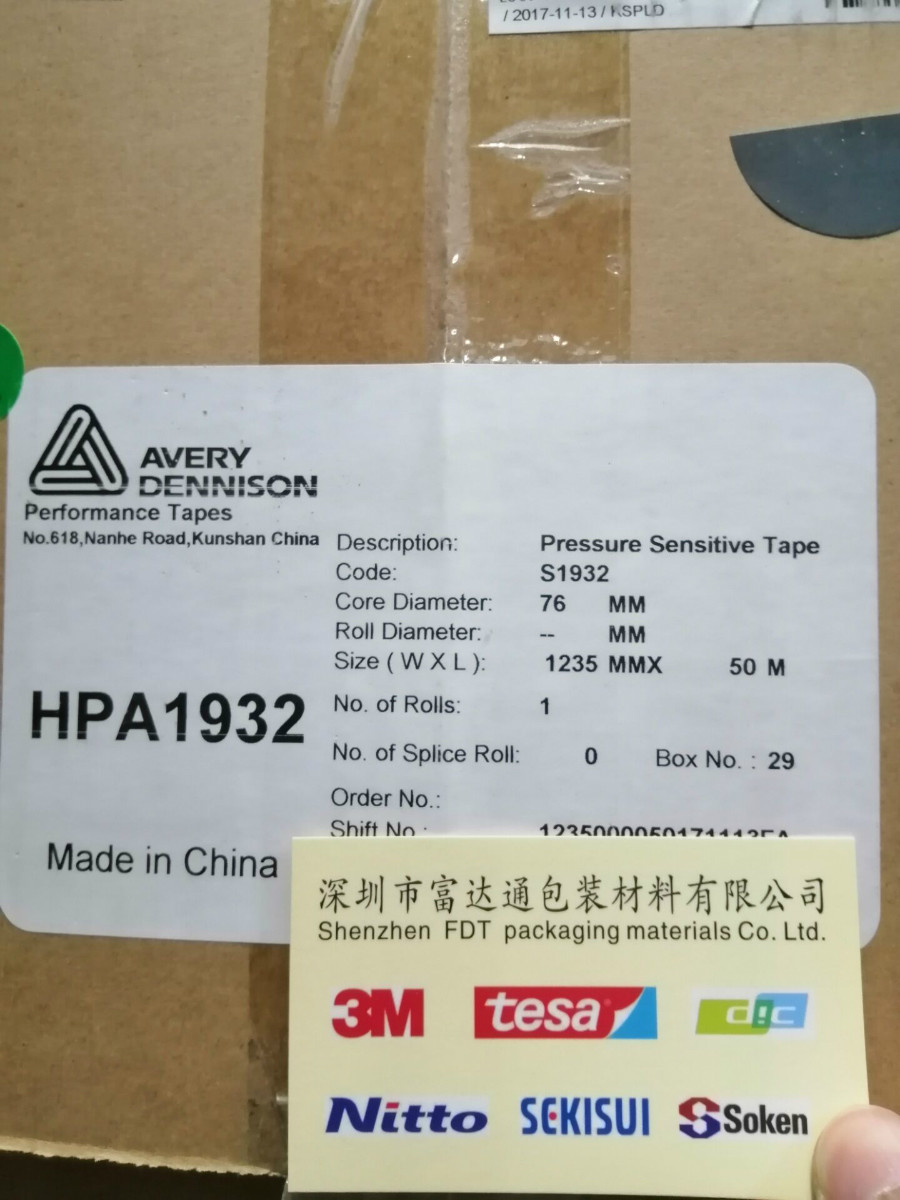 / 2017-11-13 / KSPLD
AVERY
DENNISON
Performance Tapes
No.618,Nanhe Road,Kunshan China
Description: Pressure Sensitive Tape
Code: S1932
Core Diameter: 76 MM
Roll Diameter: -- MM
Size ( W X L ): 1235 MMX 50 M
HPA1932
No. of Rolls: 1
No. of Splice Roll: 0 Box No. : 29
Order No.:
Shift No.:
Made in China
深圳市富达通包装材料有限公司
Shenzhen FDT packaging materials Co. Ltd.
3M tesa dic
Nitto SEKISUI Soken